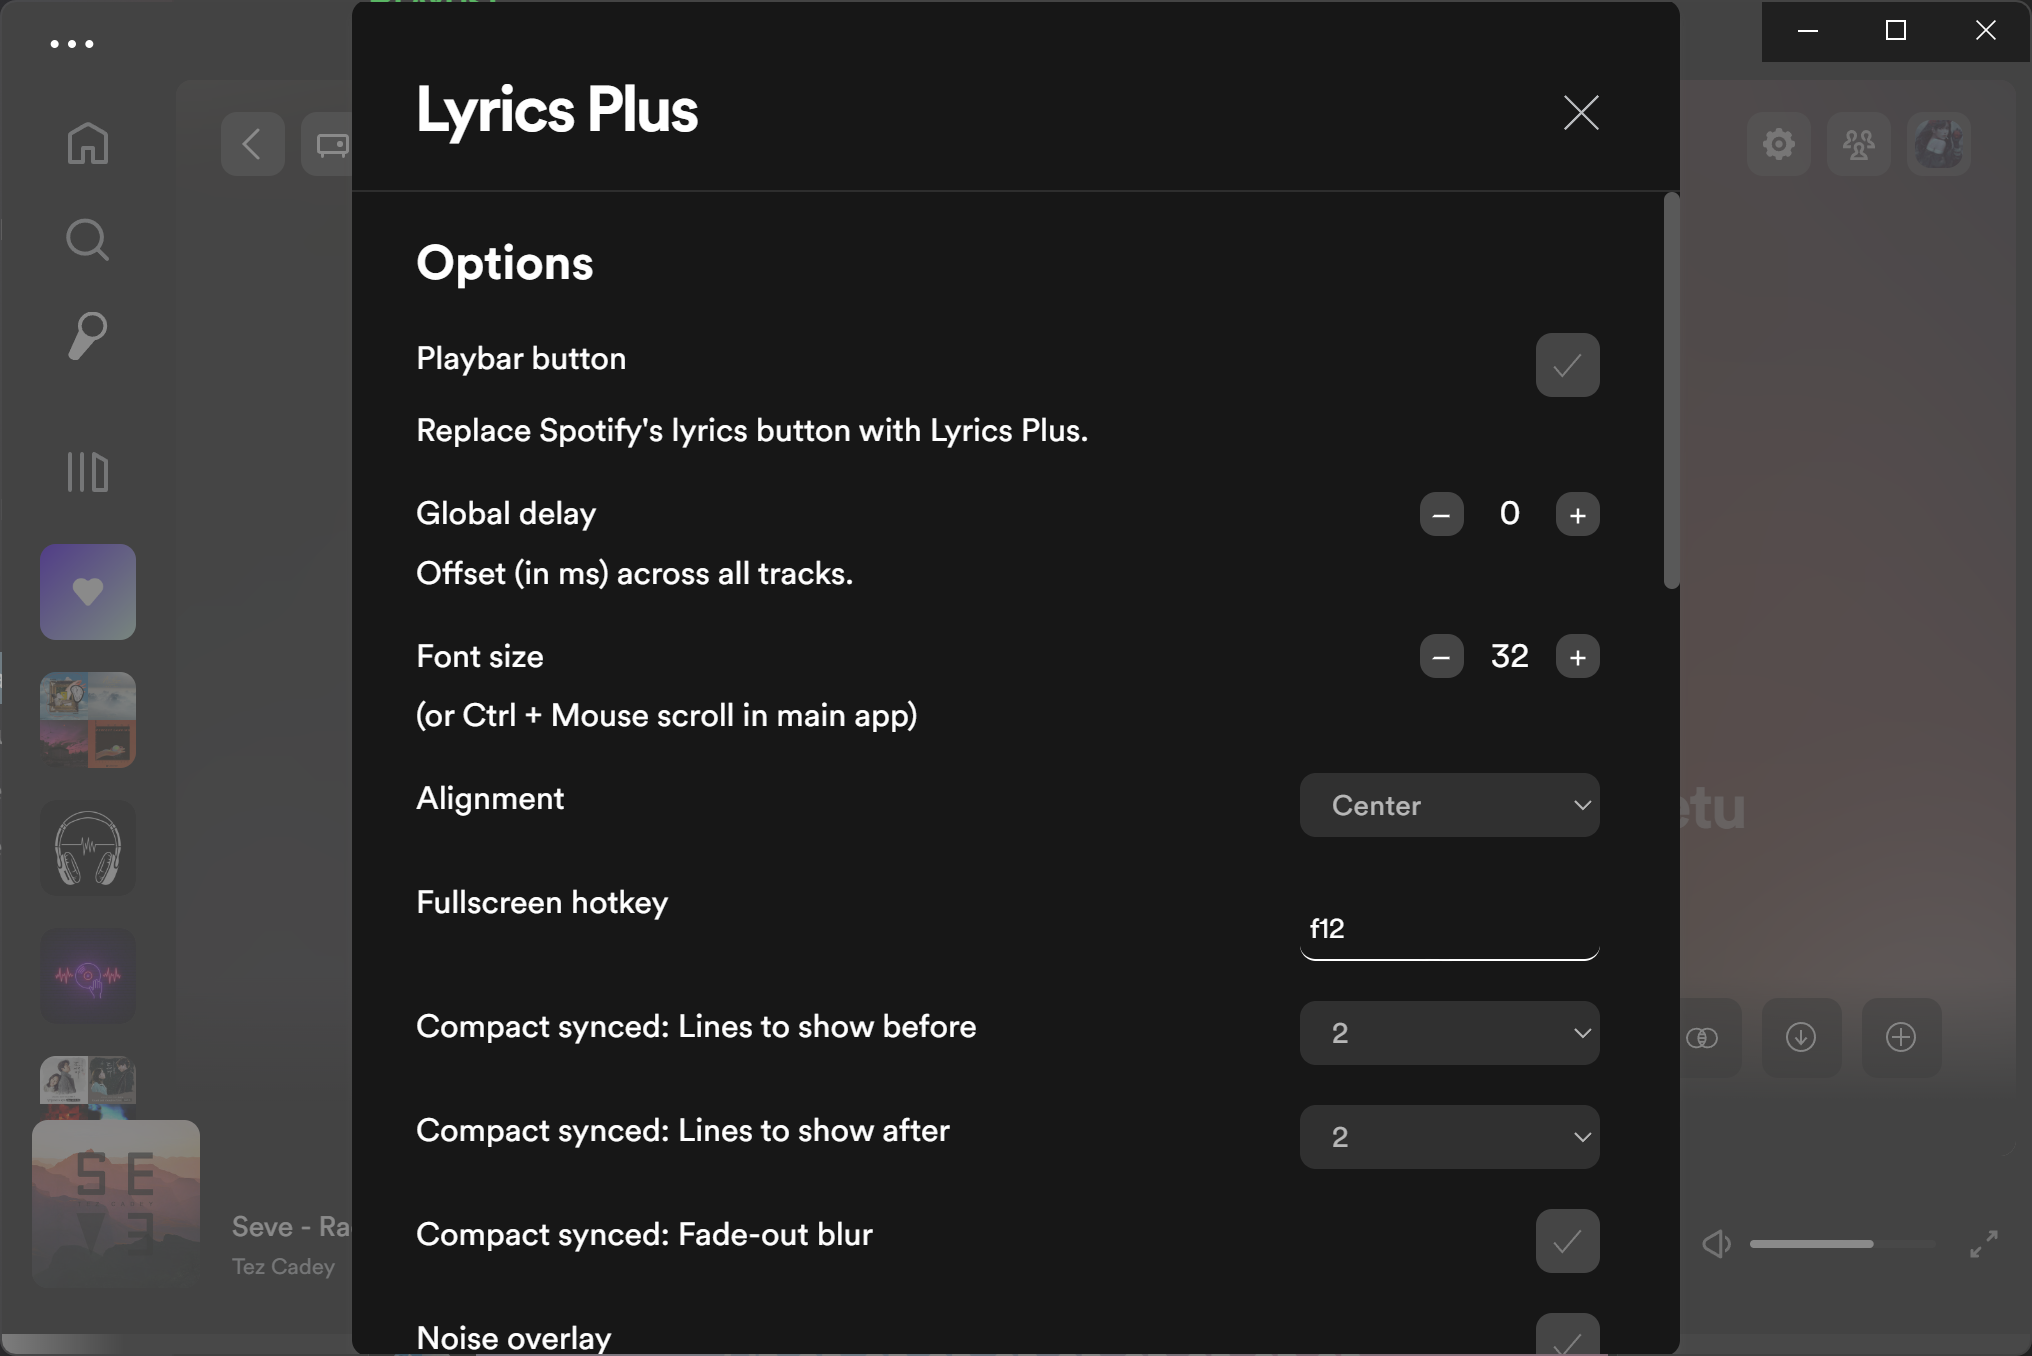 Lyrics Plus
Options
Playbar button
Replace Spotify's lyrics button with Lyrics Plus.
Global delay
0
Offset (in ms) across all tracks.
Font size
32
(or Ctrl + Mouse scroll in main app)
Alignment
Center
Fullscreen hotkey
f12
Compact synced: Lines to show before
2
Compact synced: Lines to show after
2
Compact synced: Fade-out blur
Noise overlay
etu
S E
V E
Seve - Ra
Tez Cadey